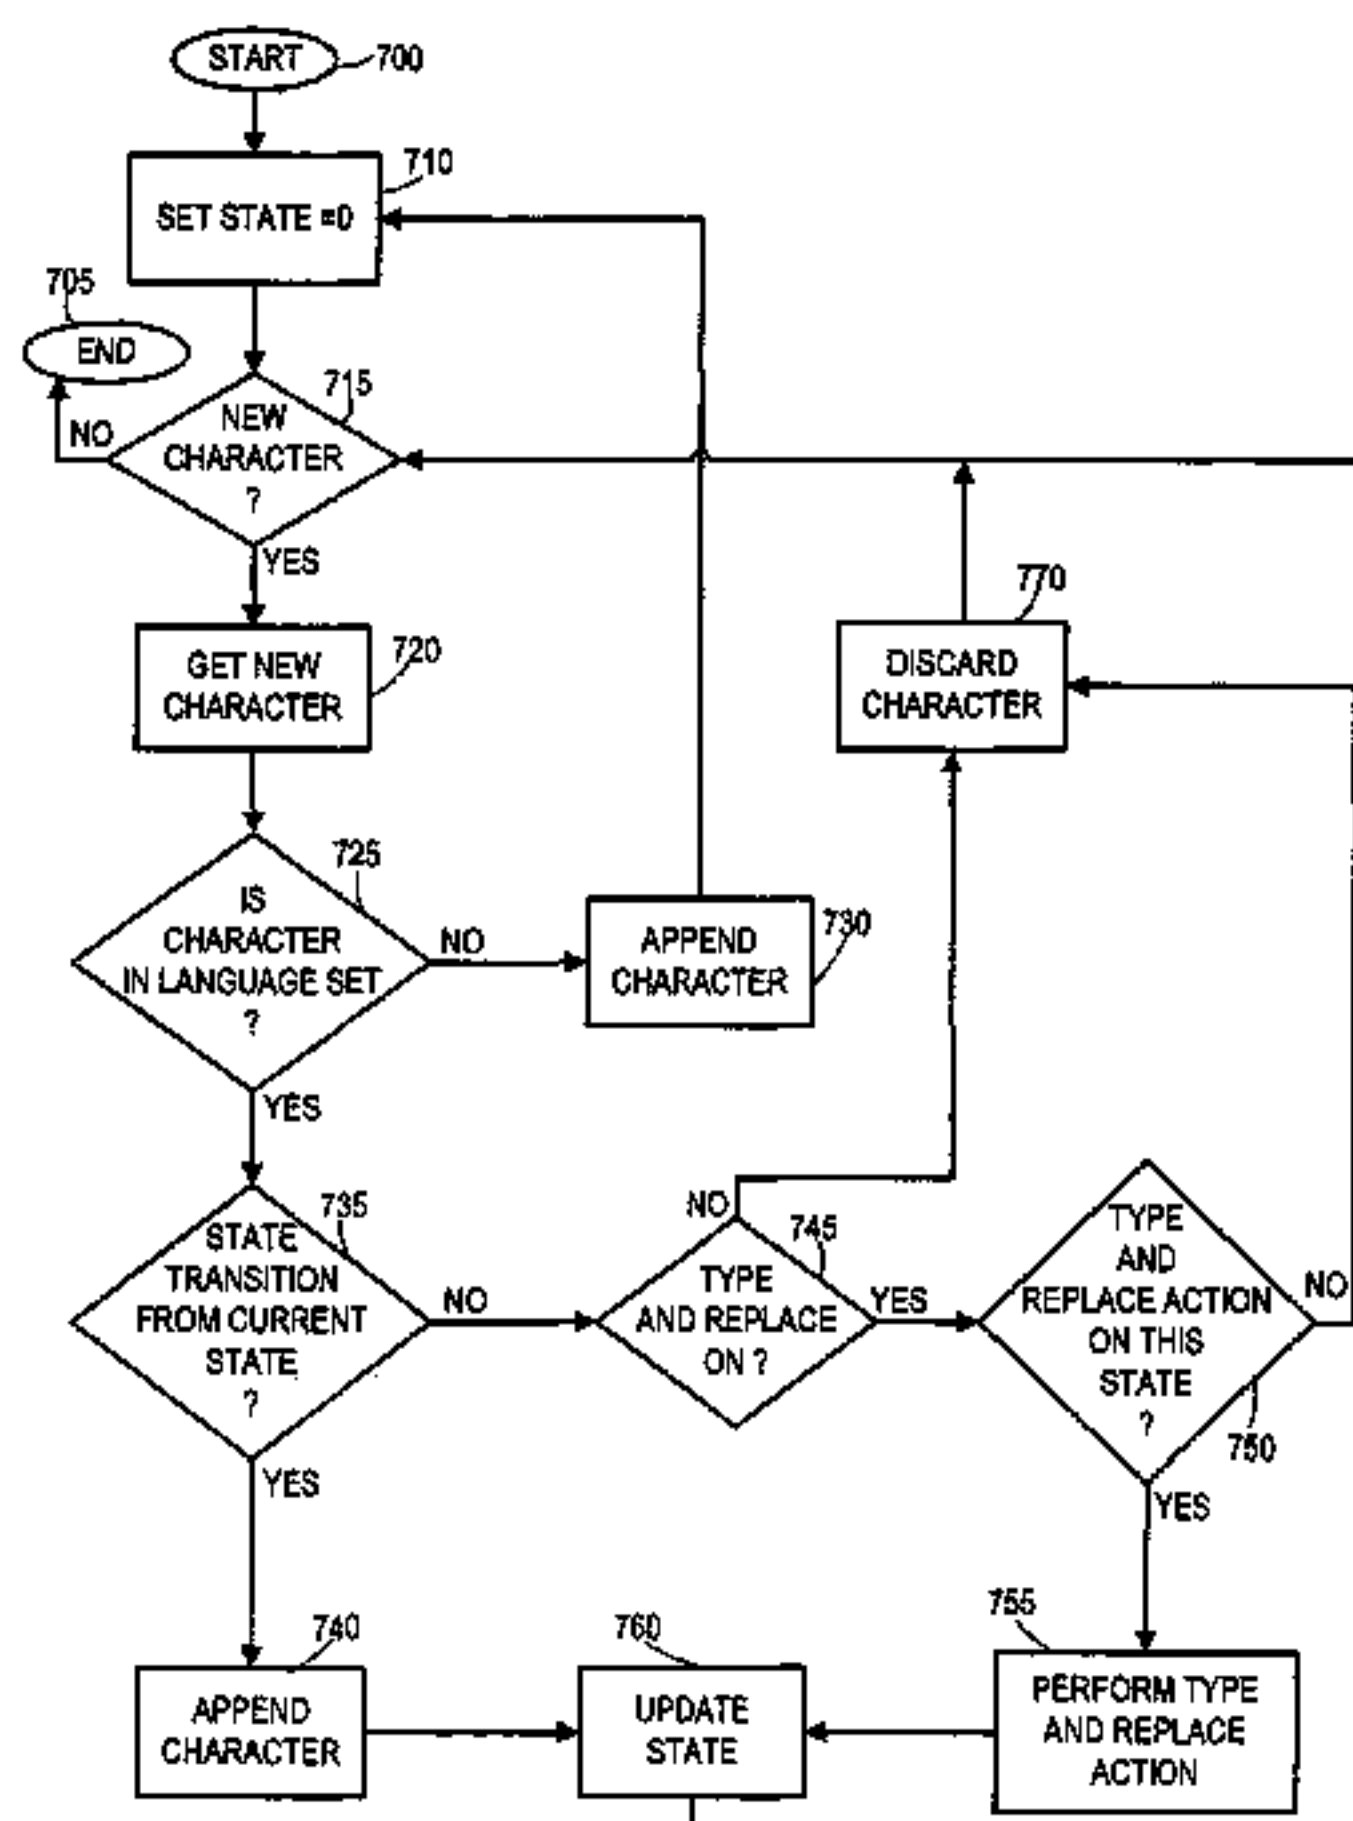 START
700
710
SET STATE =0
705
END
715
NEW
CHARACTER
?
NO
YES
GET NEW
CHARACTER
720
770
DISCARD
CHARACTER
725
IS
CHARACTER
IN LANGUAGE SET
?
NO
APPEND
CHARACTER
730
YES
735
STATE
TRANSITION
FROM CURRENT
STATE
?
NO
NO
745
TYPE
AND REPLACE
ON ?
YES
TYPE
AND
REPLACE ACTION
ON THIS
STATE
?
NO
750
YES
YES
740
APPEND
CHARACTER
760
UPDATE
STATE
755
PERFORM TYPE
AND REPLACE
ACTION